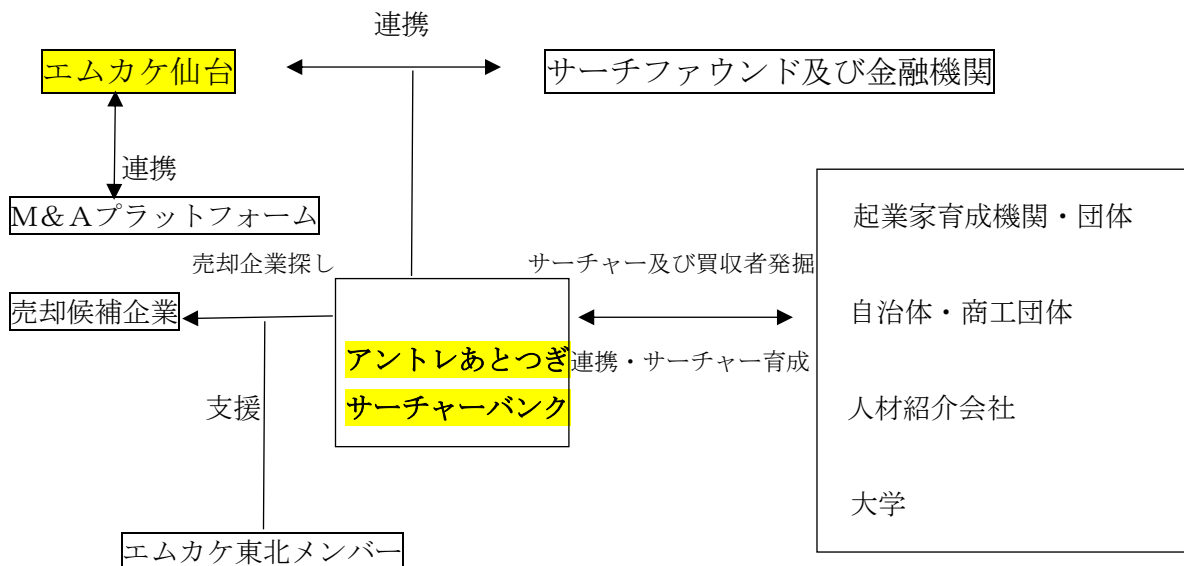 連携
エムカケ仙台
サーチファウンド及び金融機関
連携
M&Aプラットフォーム
起業家育成機関・団体
売却企業探し
サーチャー及び買収者発掘
売却候補企業
自治体・商工団体
アントレあとつぎ
連携・サーチャー育成
サーチャーバンク
支援
人材紹介会社
大学
エムカケ東北メンバー